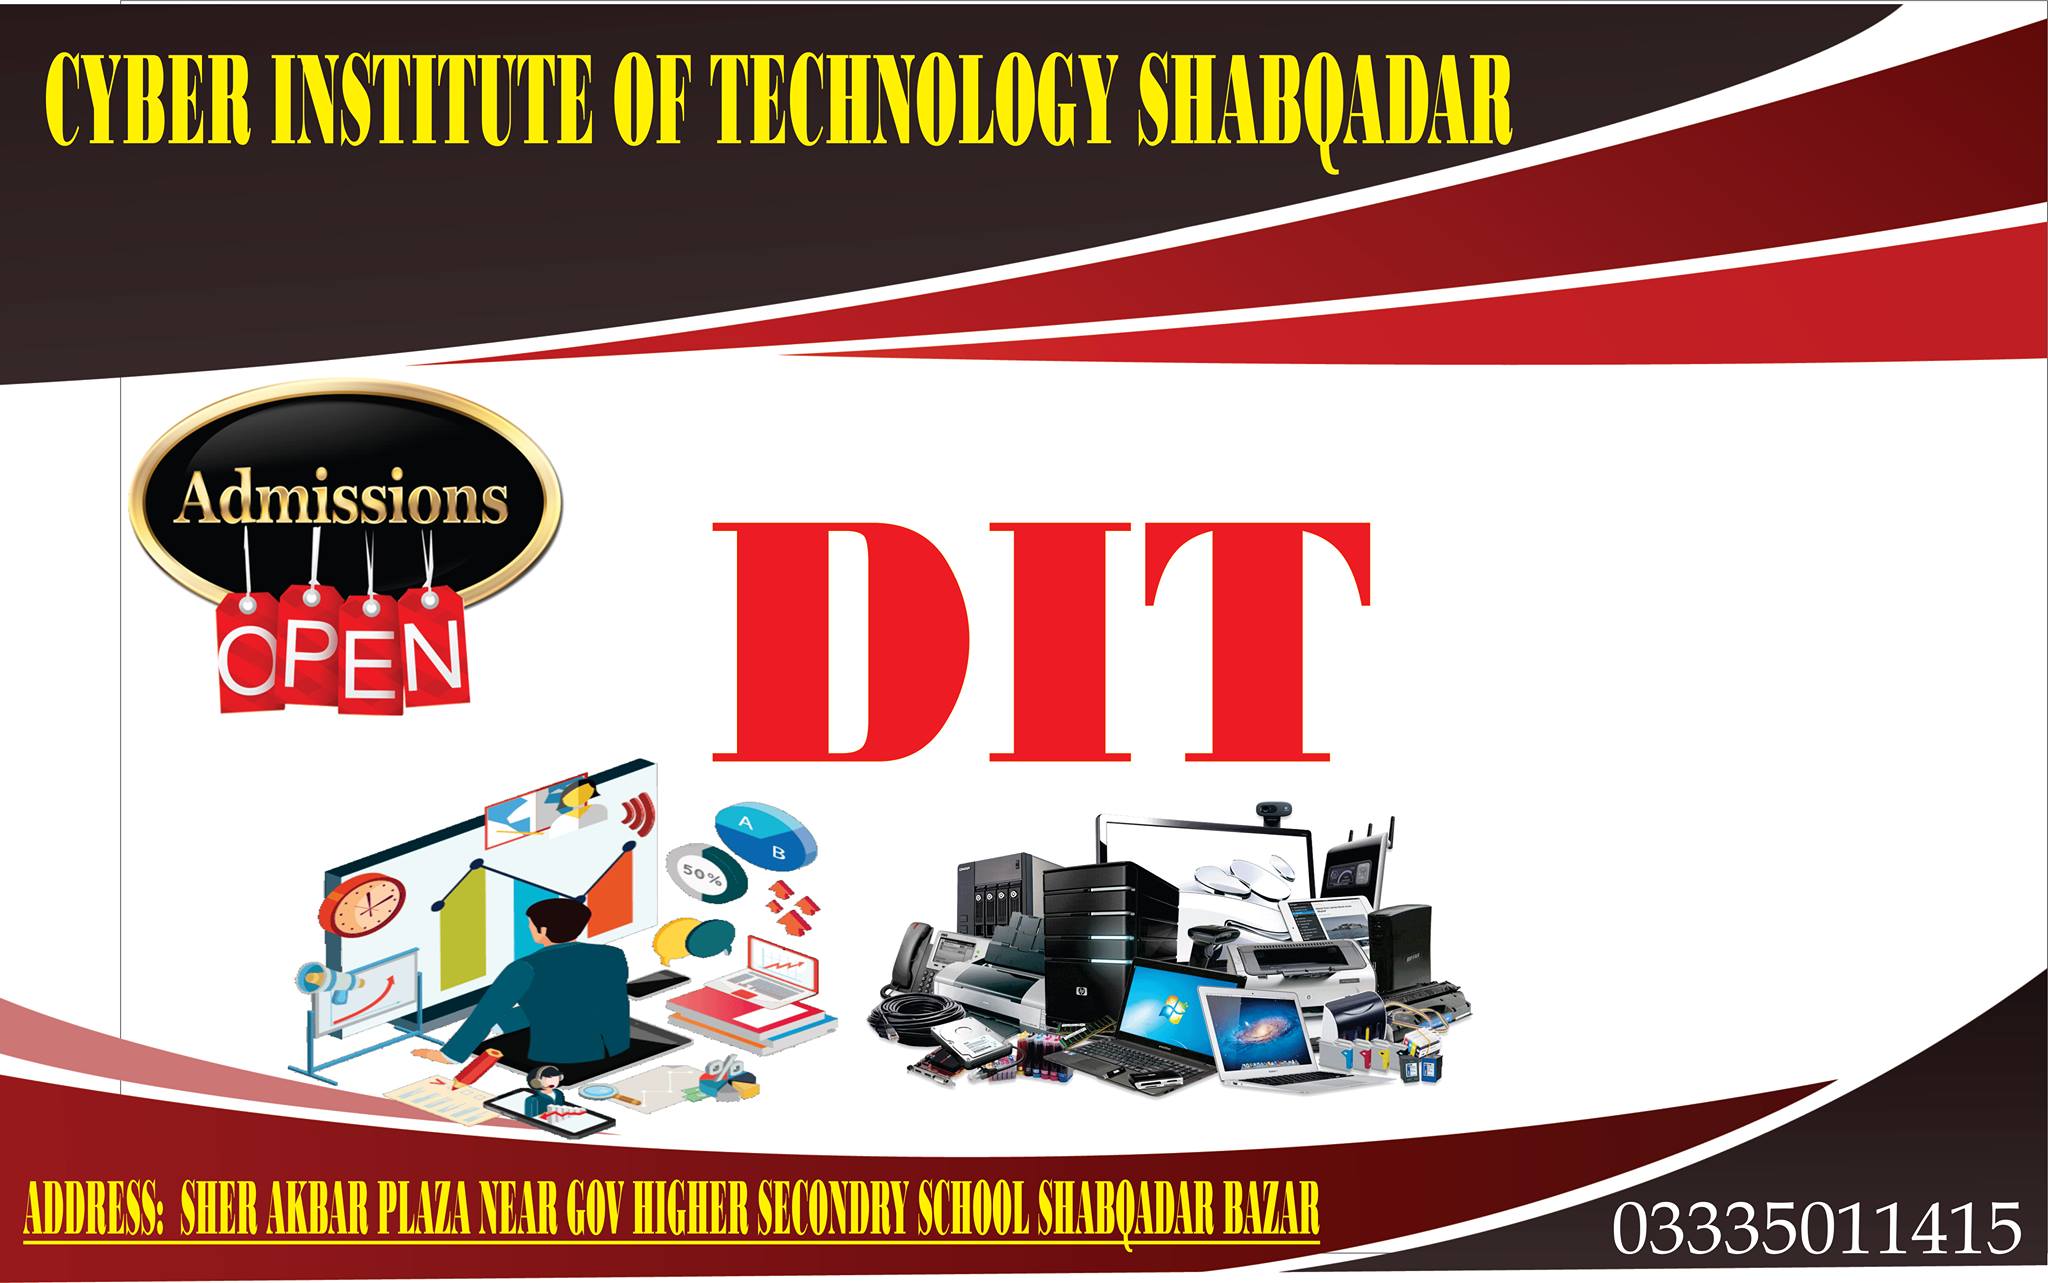 CYBER INSTITUTE OF TECHNOLOGY SHABQADAR
Admissions
OPEN
DIT
A
B
50%
%
ADDRESS: SHER AKBAR PLAZA NEAR GOV HIGHER SECONDRY SCHOOL SHABQADAR BAZAR
03335011415